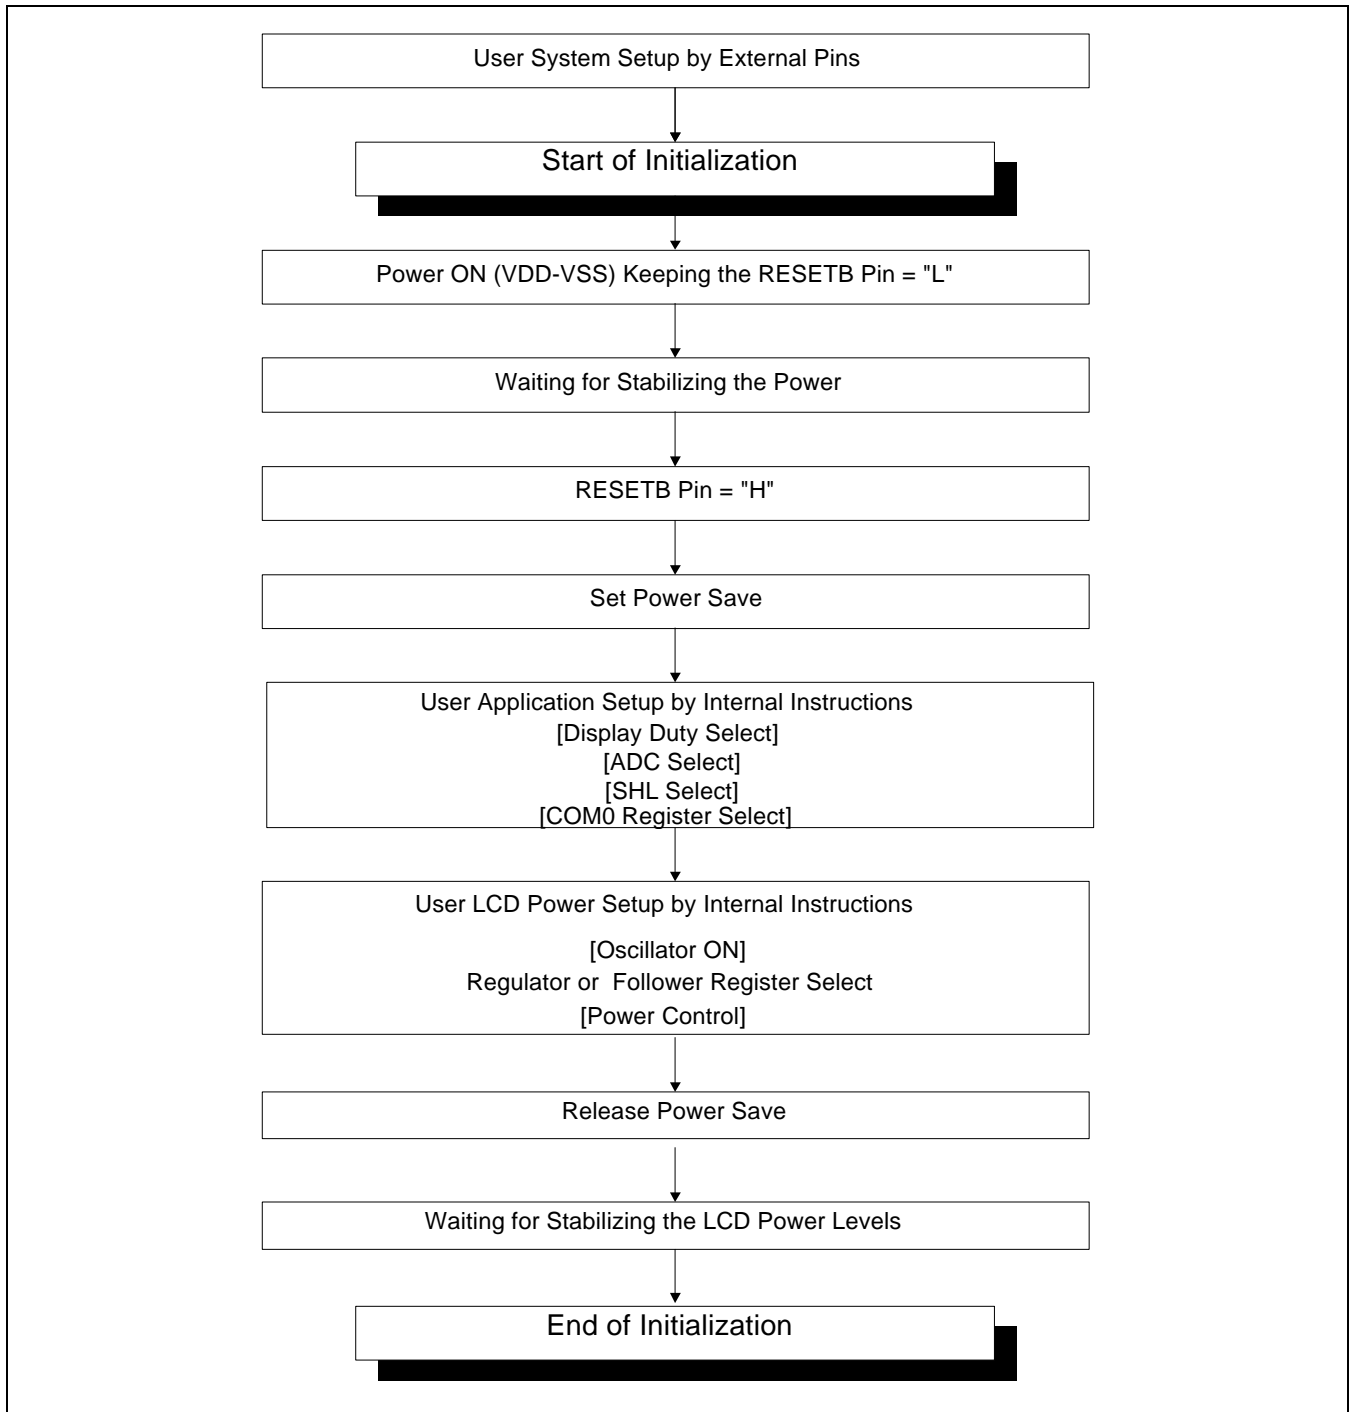 User System Setup by External Pins
Start of Initialization
Power ON (VDD-VSS) Keeping the RESETB Pin = "L"
Waiting for Stabilizing the Power
RESETB Pin = "H"
Set Power Save
User Application Setup by Internal Instructions
[Display Duty Select]
[ADC Select]
[SHL Select]
[COM0 Register Select]
User LCD Power Setup by Internal Instructions
[Oscillator ON]
Regulator or Follower Register Select
[Power Control]
Release Power Save
Waiting for Stabilizing the LCD Power Levels
End of Initialization